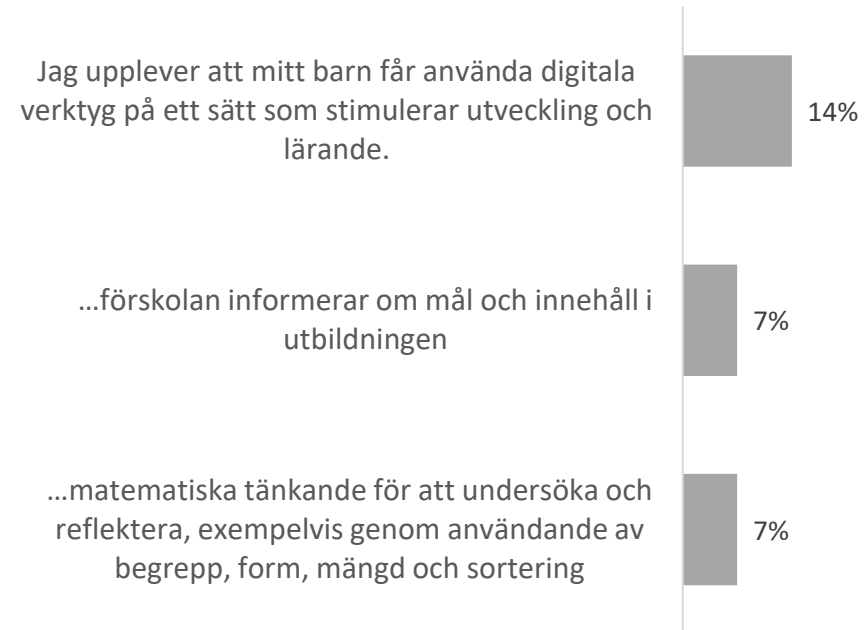 Jag upplever att mitt barn får använda digitala
verktyg på ett sätt som stimulerar utveckling och
lärande.
14%
...förskolan informerar om mål och innehåll i
utbildningen
7%
...matematiska tänkande för att undersöka och
reflektera, exempelvis genom användande av
begrepp, form, mängd och sortering
7%